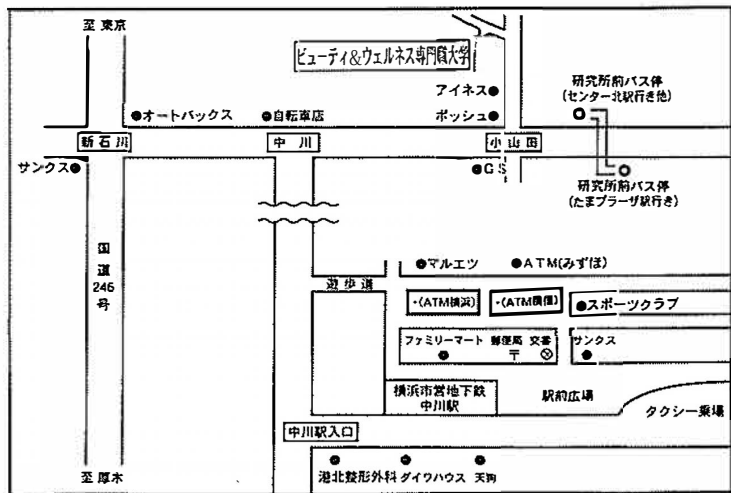 至 東京
ビューティ&ウェルネス専門職大学
アイネス
研究所前バス停
(センター北駅行き他)
オートバックス
自転車店
ボッシュ
新石川
中川
小山田
サンクス
GS
研究所前バス停
(たまプラーザ駅行き)
国道246号
マルエツ
ATM(みずほ)
遊歩道
・(ATM横浜)
・(ATM横信)
スポーツクラブ
ファミリーマート
郵便局
交番
サンクス
〒
横浜市営地下鉄
中川駅
駅前広場
タクシー乗場
中川駅入口
至 厚木
港北整形外科
ダイワハウス
天狗